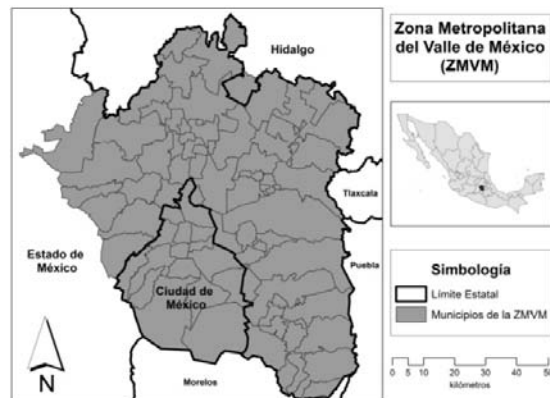 Hidalgo
Tlaxcala
Estado de
México
Puebla
Ciudad de
México
Morelos
N
Zona Metropolitana
del Valle de México
(ZMVM)
Simbología
Límite Estatal
Municipios de la ZMVM
0 5 10 20 30 40 50
kilómetros